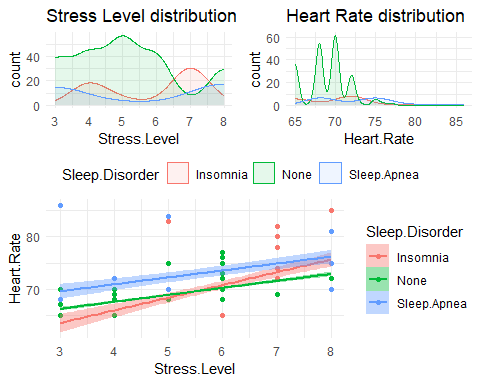 Stress Level distribution
count
40
20
0
3 4 5 6 7 8
Stress.Level
Heart Rate distribution
count
60
40
20
0
65 70 75 80 85
Heart.Rate
Sleep.Disorder Insomnia None Sleep.Apnea
Heart.Rate
80
70
3 4 5 6 7 8
Stress.Level
Sleep.Disorder
Insomnia
None
Sleep.Apnea